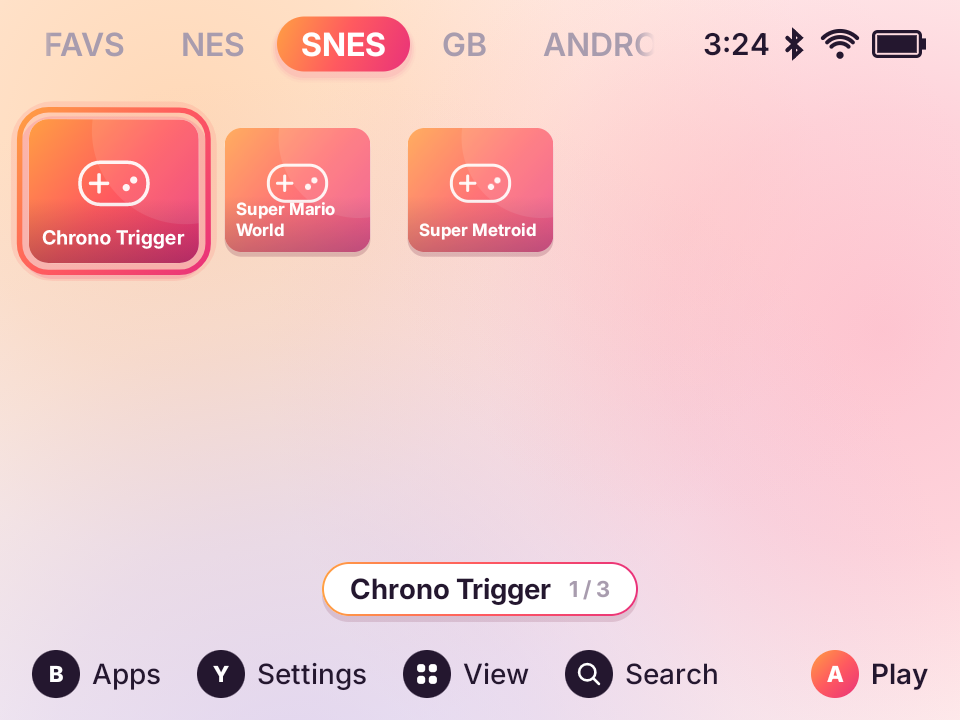 FAVS NES SNES GB ANDRO 3:24
Chrono Trigger
Super Mario
World
Super Metroid
Chrono Trigger 1/3
B Apps Y Settings View Search A Play